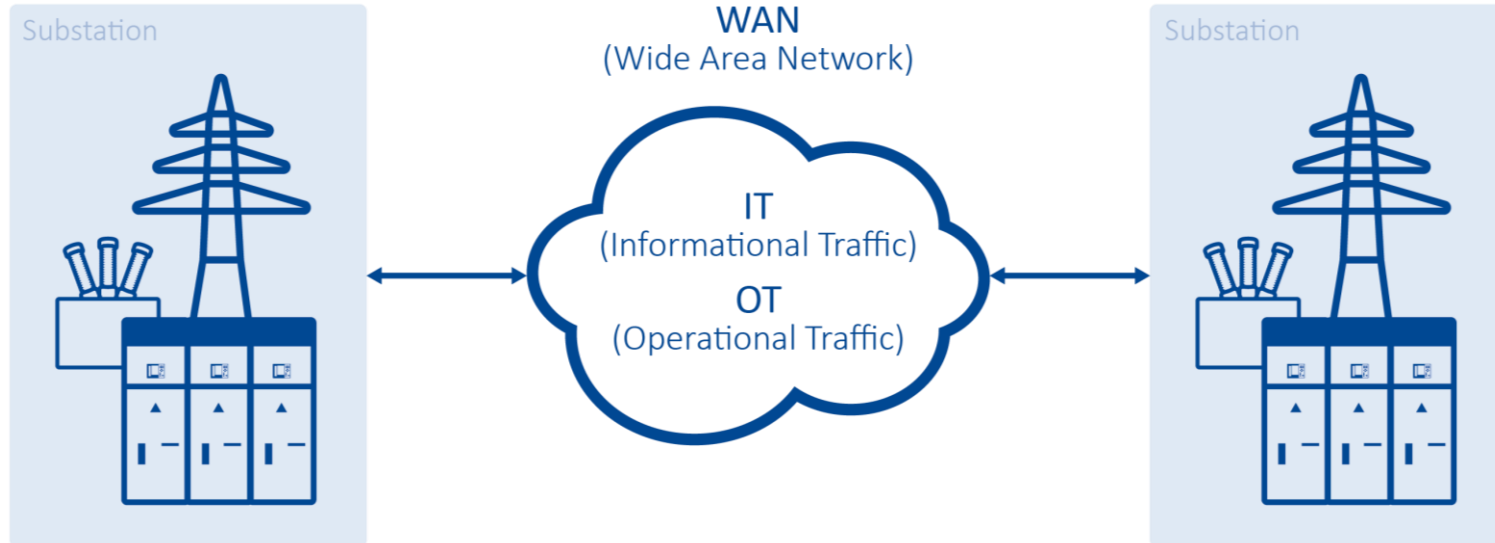 Substation
WAN
(Wide Area Network)
Substation
IT
(Informational Traffic)
OT
(Operational Traffic)